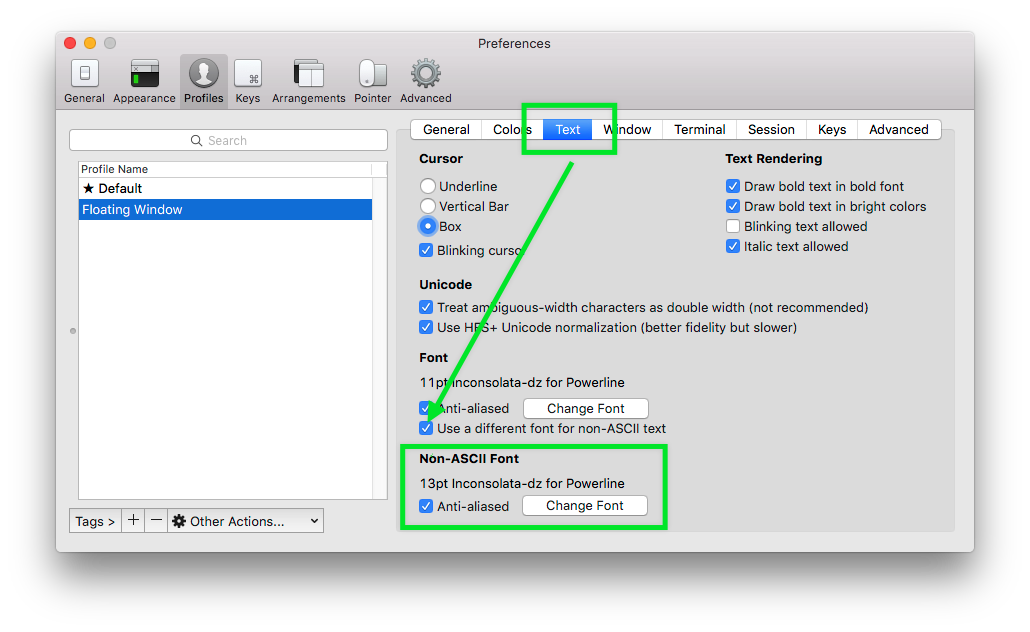 Preferences
General Appearance Profiles Keys Arrangements Pointer Advanced
General Colors Text Window Terminal Session Keys Advanced
Search
Profile Name
★ Default
Floating Window
Tags > + − Other Actions...
Cursor
Underline
Vertical Bar
Box
Blinking cursor
Text Rendering
Draw bold text in bold font
Draw bold text in bright colors
Blinking text allowed
Italic text allowed
Unicode
Treat ambiguous-width characters as double width (not recommended)
Use HFS+ Unicode normalization (better fidelity but slower)
Font
11pt Inconsolata-dz for Powerline
Anti-aliased Change Font
Use a different font for non-ASCII text
Non-ASCII Font
13pt Inconsolata-dz for Powerline
Anti-aliased Change Font